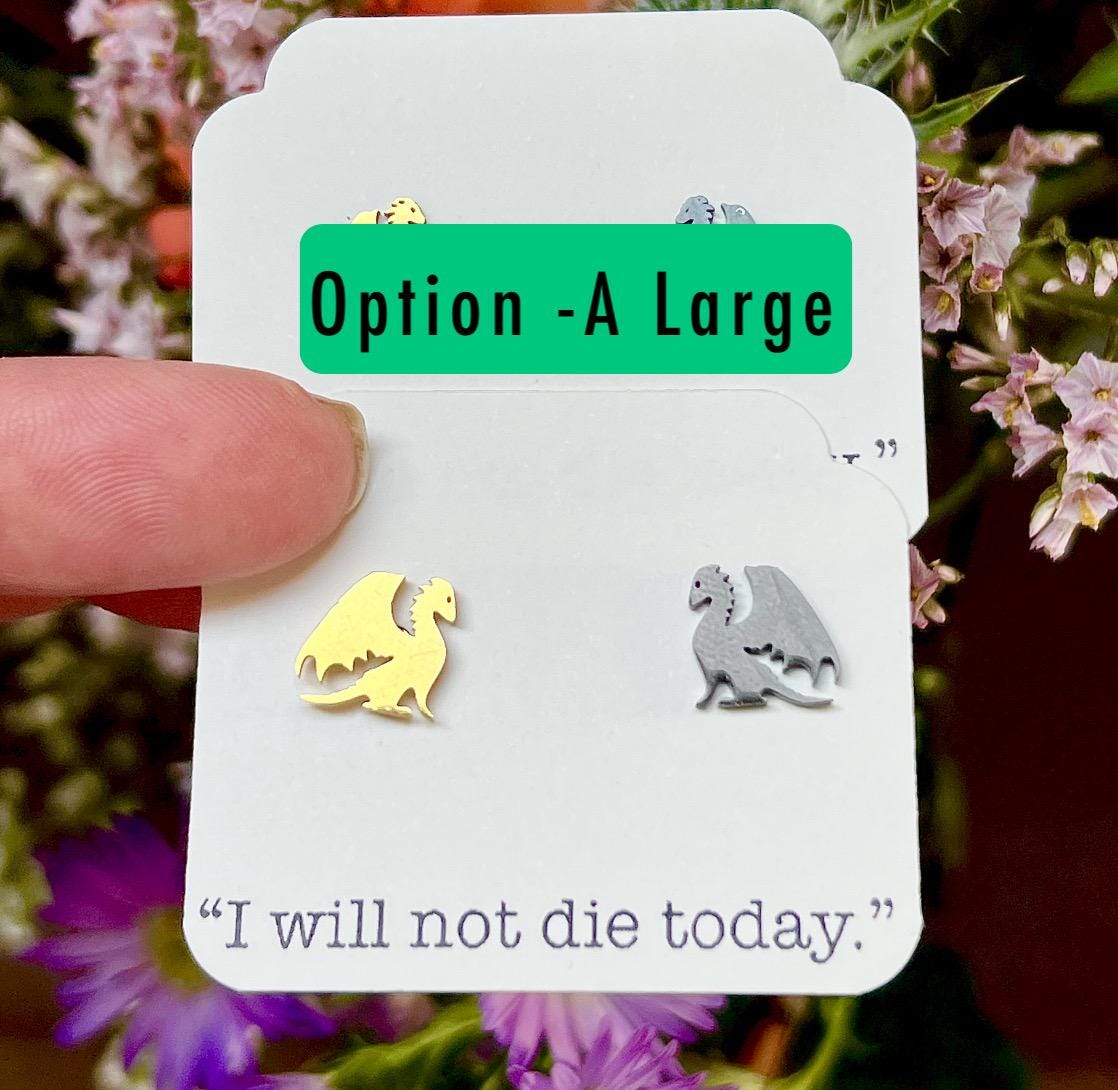 Option -A Large
”
“I will not die today.”